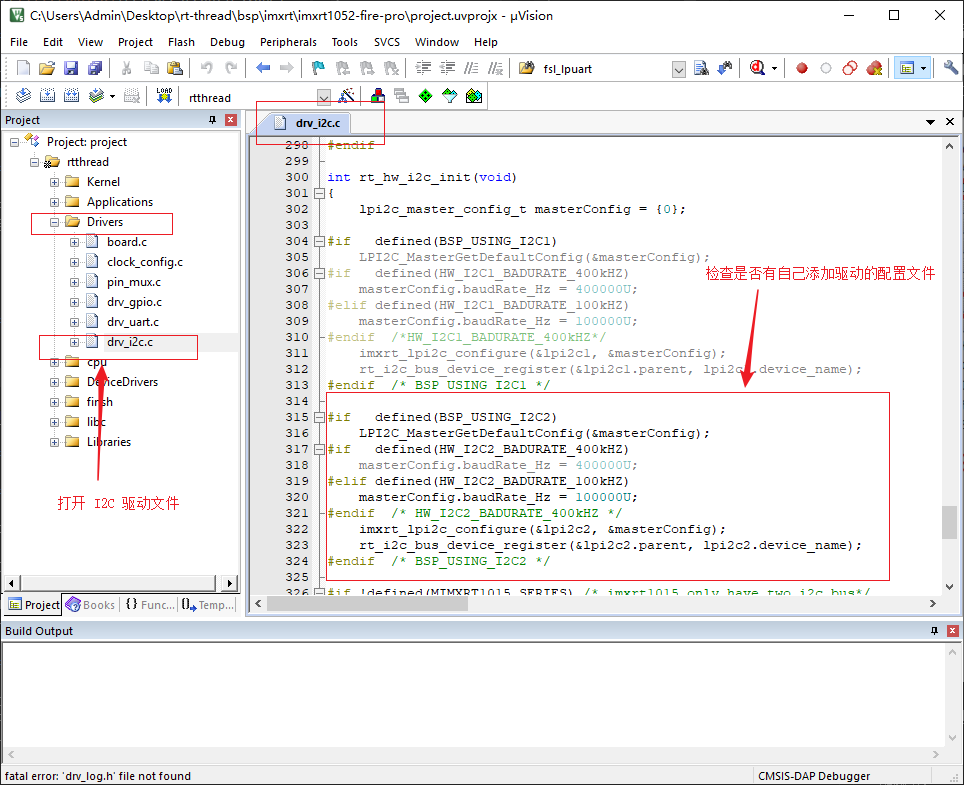 C:\Users\Admin\Desktop\rt-thread\bsp\imxrt\imxrt1052-fire-pro\project.uvprojx - µVision
File Edit View Project Flash Debug Peripherals Tools SVCS Window Help
fsl_lpuart
LOAD
rtthread
Project
drv_i2c.c
Project: project
rtthread
Kernel
Applications
Drivers
board.c
clock_config.c
pin_mux.c
drv_gpio.c
drv_uart.c
drv_i2c.c
cpu
DeviceDrivers
finsh
libc
Libraries
打开 I2C 驱动文件
Project Books {} Func... Temp...
298 #endif
299
300 int rt_hw_i2c_init(void)
301 {
302 lpi2c_master_config_t masterConfig = {0};
303
304 #if defined(BSP_USING_I2C1)
305 LPI2C_MasterGetDefaultConfig(&masterConfig);
306 #if defined(HW_I2C1_BADURATE_400kHZ)
307 masterConfig.baudRate_Hz = 400000U;
308 #elif defined(HW_I2C1_BADURATE_100kHZ)
309 masterConfig.baudRate_Hz = 100000U;
310 #endif /*HW_I2C1_BADURATE_400kHZ*/
311 imxrt_lpi2c_configure(&lpi2c1, &masterConfig);
312 rt_i2c_bus_device_register(&lpi2c1.parent, lpi2c1.device_name);
313 #endif /* BSP_USING_I2C1 */
314
315 #if defined(BSP_USING_I2C2)
316 LPI2C_MasterGetDefaultConfig(&masterConfig);
317 #if defined(HW_I2C2_BADURATE_400kHZ)
318 masterConfig.baudRate_Hz = 400000U;
319 #elif defined(HW_I2C2_BADURATE_100kHZ)
320 masterConfig.baudRate_Hz = 100000U;
321 #endif /* HW_I2C2_BADURATE_400kHZ */
322 imxrt_lpi2c_configure(&lpi2c2, &masterConfig);
323 rt_i2c_bus_device_register(&lpi2c2.parent, lpi2c2.device_name);
324 #endif /* BSP_USING_I2C2 */
325
326 #if !defined(MIMXRT1015_SERIES) /* imxrt1015 only have two i2c bus*/
检查是否有自己添加驱动的配置文件
Build Output
fatal error: 'drv_log.h' file not found
CMSIS-DAP Debugger